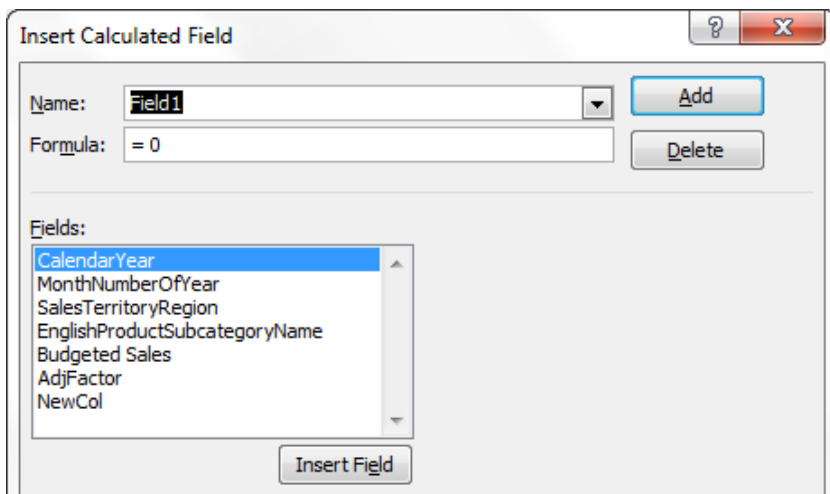 Insert Calculated Field
?
Name: Field1 Add
Formula: = 0 Delete
Fields:
CalendarYear
MonthNumberOfYear
SalesTerritoryRegion
EnglishProductSubcategoryName
Budgeted Sales
AdjFactor
NewCol
Insert Field